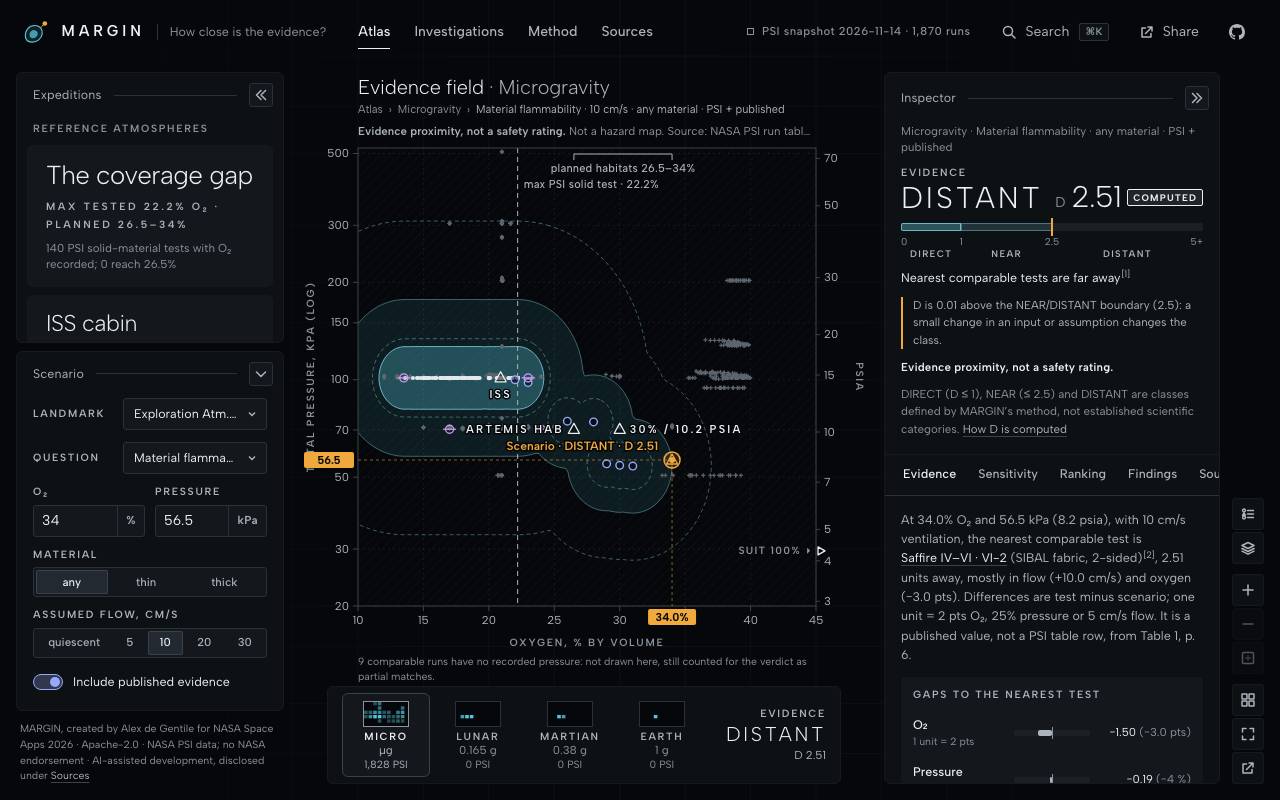 MARGIN
How close is the evidence?
Atlas
Investigations
Method
Sources
PSI snapshot 2026-11-14 · 1,870 runs
Search
⌘K
Share
Expeditions
REFERENCE ATMOSPHERES
The coverage gap
MAX TESTED 22.2% O₂ ·
PLANNED 26.5–34%
140 PSI solid-material tests with O₂
recorded; 0 reach 26.5%
ISS cabin
Scenario
LANDMARK
Exploration Atm...
QUESTION
Material flamma...
O₂
PRESSURE
34
%
56.5
kPa
MATERIAL
any
thin
thick
ASSUMED FLOW, CM/S
quiescent
5
10
20
30
Include published evidence
MARGIN, created by Alex de Gentile for NASA Space
Apps 2026 · Apache-2.0 · NASA PSI data; no NASA
endorsement · AI-assisted development, disclosed
under Sources
Evidence field · Microgravity
Atlas › Microgravity › Material flammability · 10 cm/s · any material · PSI + published
Evidence proximity, not a safety rating. Not a hazard map. Source: NASA PSI run tabl...
planned habitats 26.5–34%
max PSI solid test · 22.2%
500
300
200
150
100
70
50
30
20
70
50
30
20
15
10
7
5
4
3
TAL PRESSURE, KPA (LOG)
PSIA
ISS
ARTEMIS HAB
30% / 10.2 PSIA
Scenario · DISTANT · D 2.51
56.5
SUIT 100%
34.0%
10
15
20
25
30
40
45
OXYGEN, % BY VOLUME
9 comparable runs have no recorded pressure: not drawn here, still counted for the verdict as
partial matches.
MICRO
µg
1,828 PSI
LUNAR
0.165 g
0 PSI
MARTIAN
0.38 g
0 PSI
EARTH
1 g
0 PSI
EVIDENCE
DISTANT
D 2.51
Inspector
Microgravity · Material flammability · any material · PSI +
published
EVIDENCE
DISTANT
D 2.51
COMPUTED
0
1
2.5
5+
DIRECT
NEAR
DISTANT
Nearest comparable tests are far away[1]
D is 0.01 above the NEAR/DISTANT boundary (2.5): a
small change in an input or assumption changes the
class.
Evidence proximity, not a safety rating.
DIRECT (D ≤ 1), NEAR (≤ 2.5) and DISTANT are classes
defined by MARGIN's method, not established scientific
categories. How D is computed
Evidence
Sensitivity
Ranking
Findings
Sou
At 34.0% O₂ and 56.5 kPa (8.2 psia), with 10 cm/s
ventilation, the nearest comparable test is
Saffire IV–VI · VI-2 (SIBAL fabric, 2-sided)[2], 2.51
units away, mostly in flow (+10.0 cm/s) and oxygen
(−3.0 pts). Differences are test minus scenario; one
unit = 2 pts O₂, 25% pressure or 5 cm/s flow. It is a
published value, not a PSI table row, from Table 1, p.
6.
GAPS TO THE NEAREST TEST
O₂
1 unit = 2 pts
−1.50 (−3.0 pts)
Pressure
−0.19 (−4 %)